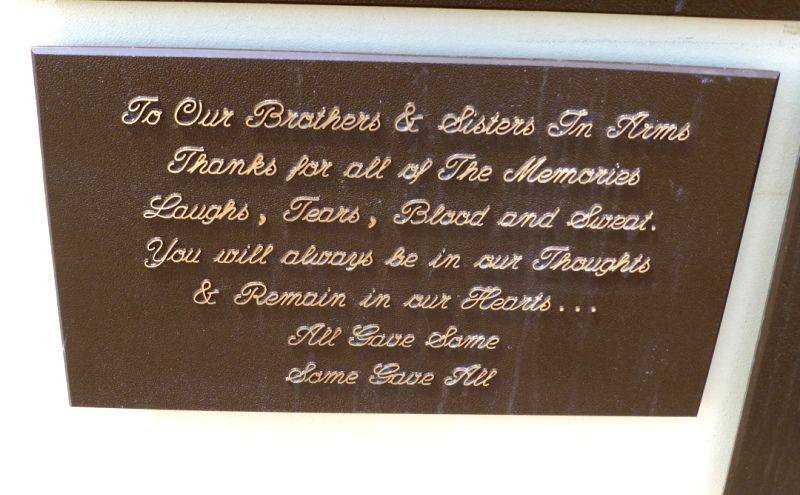 To Our Brothers & Sisters In Arms
Thanks for all of The Memories
Laughs, Tears, Blood and Sweat.
You will always be in our Thoughts
& Remain in our Hearts...
All Gave Some
Some Gave All